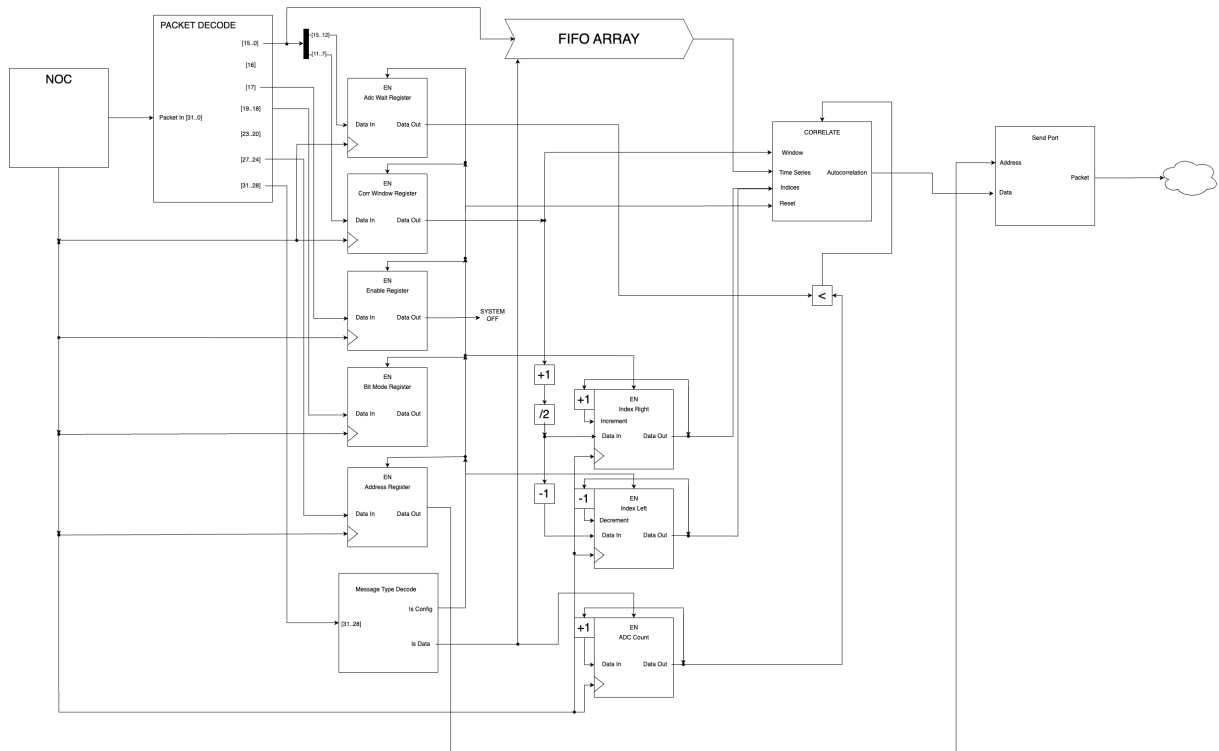 NOC
PACKET DECODE
[15..0]
[16]
[17]
[19..18]
Packet In [31..0]
[23..20]
[27..24]
[31..28]
[15..12]
[11..7]
FIFO ARRAY
EN
Adc Wait Register
Data In
Data Out
EN
Corr Window Register
Data In
Data Out
EN
Enable Register
Data In
Data Out
SYSTEM
OFF
EN
Bit Mode Register
Data In
Data Out
EN
Address Register
Data In
Data Out
Message Type Decode
Is Config
[31..28]
Is Data
+1
/2
-1
+1
EN
Index Right
Increment
Data In
Data Out
-1
EN
Index Left
Decrement
Data In
Data Out
+1
EN
ADC Count
Data In
Data Out
CORRELATE
Window
Time Series
Autocorrelation
Indices
Reset
<
Send Port
Address
Packet
Data